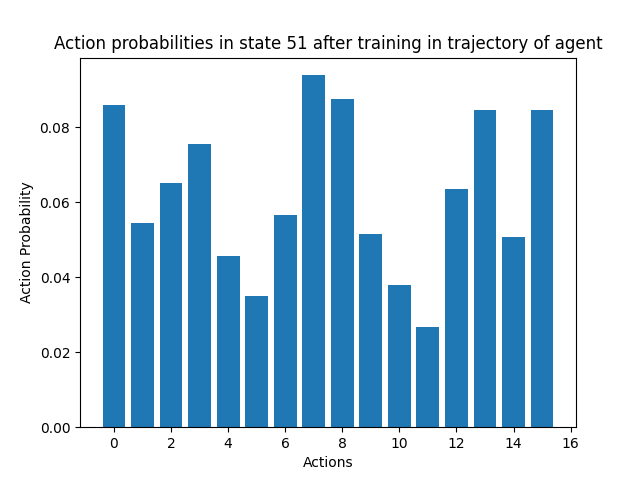 Action probabilities in state 51 after training in trajectory of agent
Action Probability
0.08
0.06
0.04
0.02
0.00
0 2 4 6 8 10 12 14 16
Actions